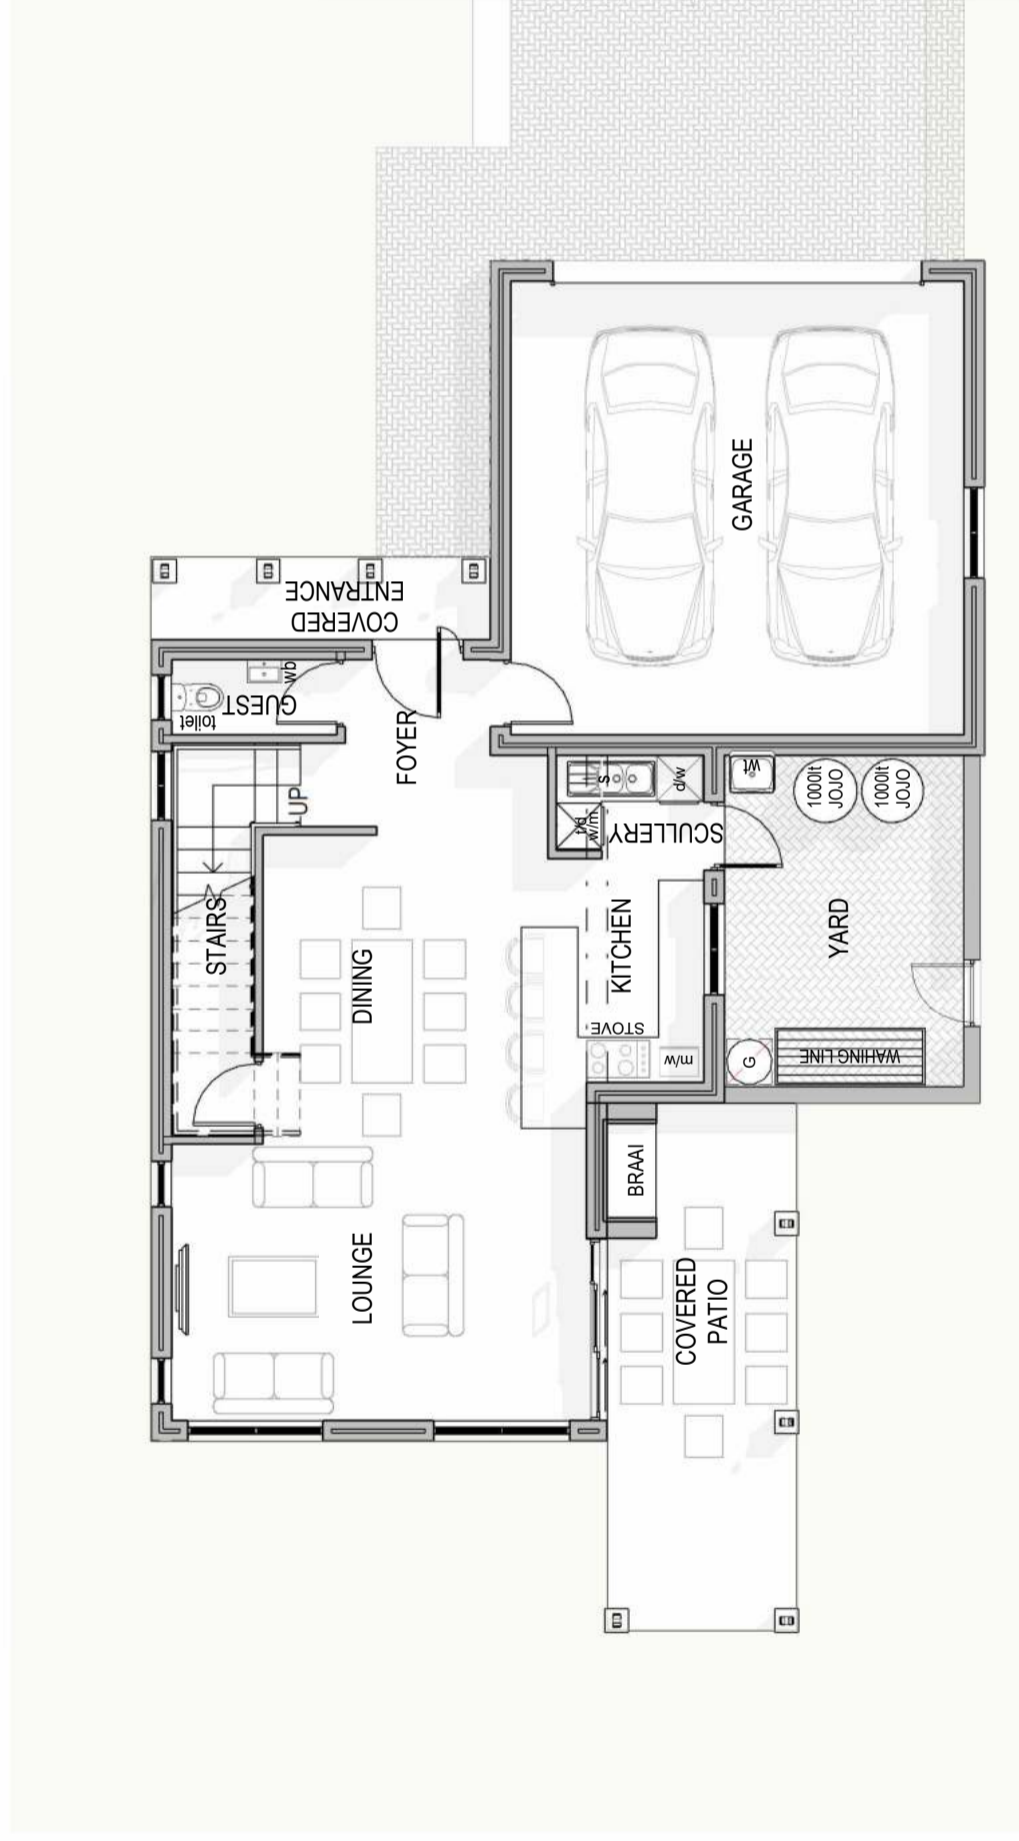 GARAGE
COVERED
ENTRANCE
wb
GUEST
toilet
FOYER
UP
STAIRS
S
d/w
t/d
w/m
SCULLERY
wt
1000lt
JOJO
1000lt
JOJO
YARD
KITCHEN
DINING
STOVE
m/w
G
WAHING LINE
BRAAI
LOUNGE
COVERED
PATIO